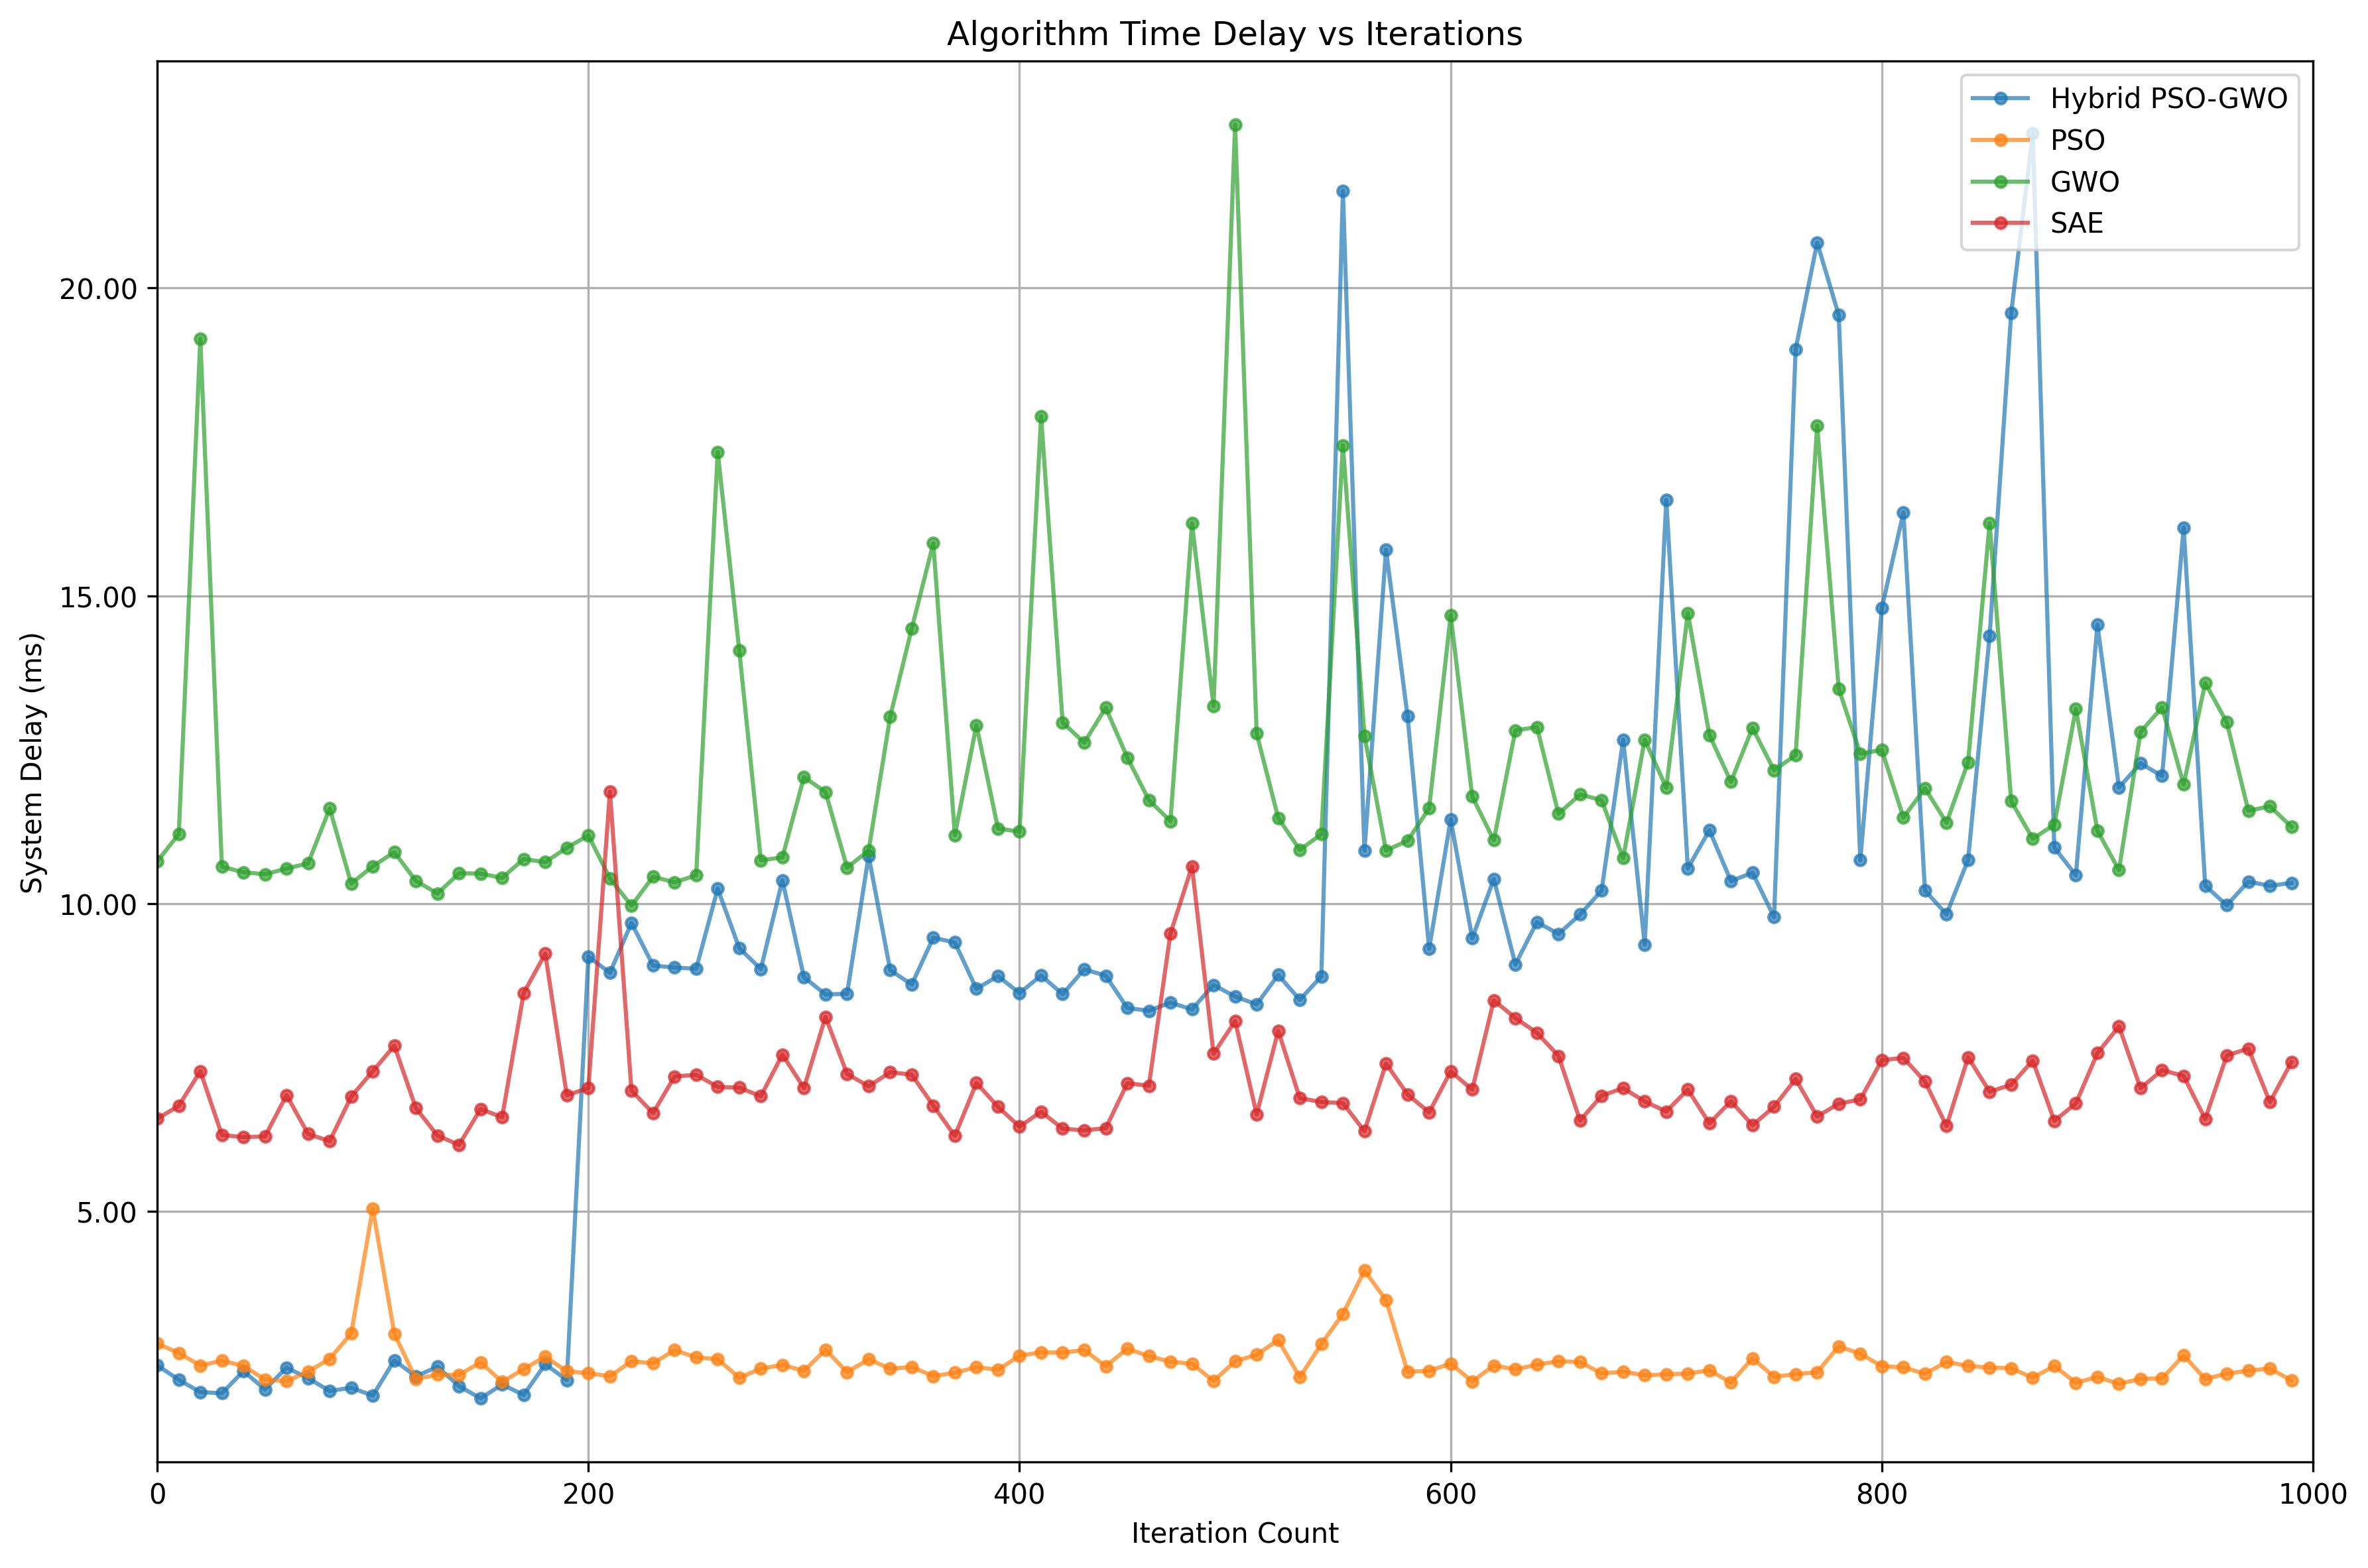 Algorithm Time Delay vs Iterations
Hybrid PSO-GWO
PSO
GWO
SAE
System Delay (ms)
20.00
15.00
10.00
5.00
0 200 400 600 800 1000
Iteration Count